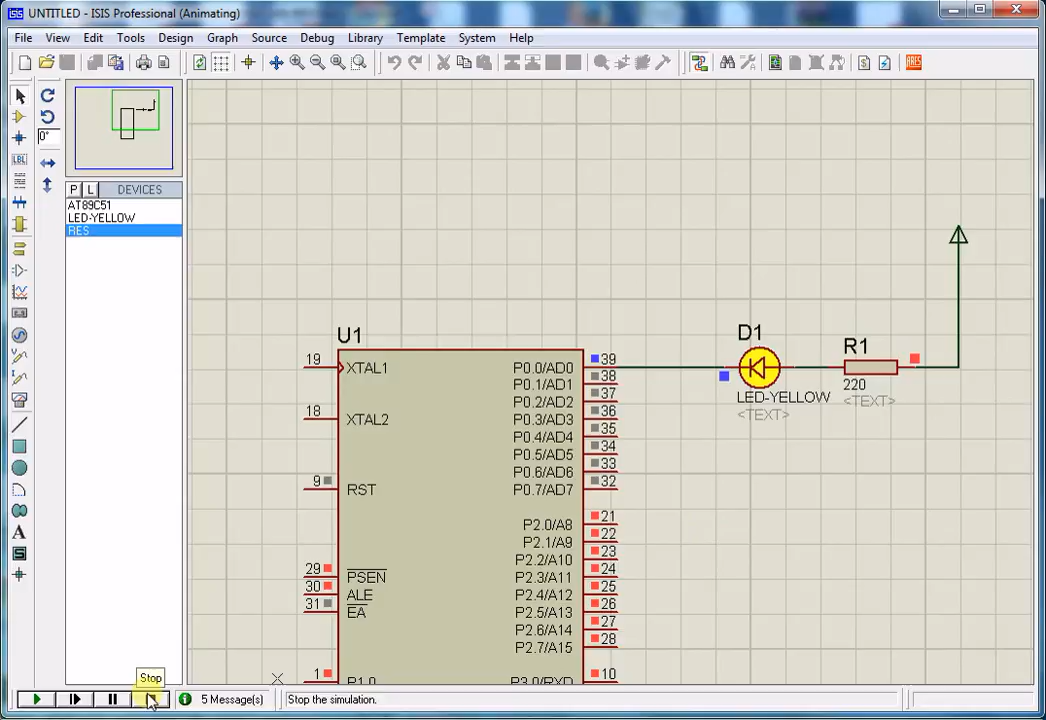 UNTITLED - ISIS Professional (Animating)
File View Edit Tools Design Graph Source Debug Library Template System Help
ARES
0°
LBL
A
S
P L DEVICES
AT89C51
LED-YELLOW
RES
U1
19 XTAL1
18 XTAL2
9 RST
29 PSEN
30 ALE
31 EA
1 P1.0
P0.0/AD0 39
P0.1/AD1 38
P0.2/AD2 37
P0.3/AD3 36
P0.4/AD4 35
P0.5/AD5 34
P0.6/AD6 33
P0.7/AD7 32
P2.0/A8 21
P2.1/A9 22
P2.2/A10 23
P2.3/A11 24
P2.4/A12 25
P2.5/A13 26
P2.6/A14 27
P2.7/A15 28
P3.0/RXD 10
D1
LED-YELLOW
<TEXT>
R1
220
<TEXT>
Stop
5 Message(s)
Stop the simulation.